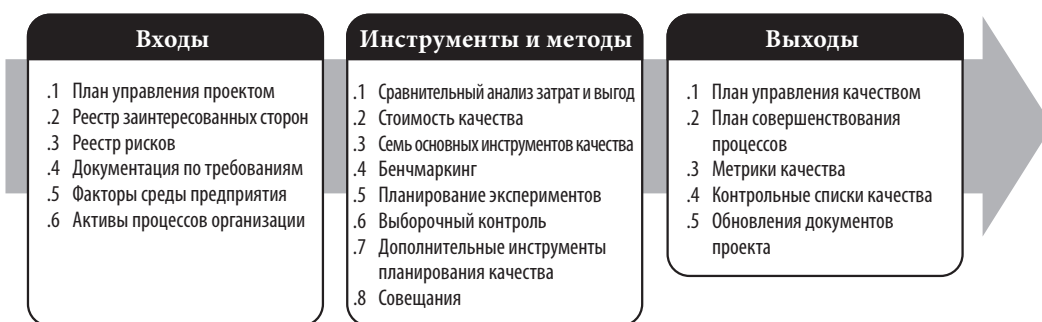 Входы
.1 План управления проектом
.2 Реестр заинтересованных сторон
.3 Реестр рисков
.4 Документация по требованиям
.5 Факторы среды предприятия
.6 Активы процессов организации
Инструменты и методы
.1 Сравнительный анализ затрат и выгод
.2 Стоимость качества
.3 Семь основных инструментов качества
.4 Бенчмаркинг
.5 Планирование экспериментов
.6 Выборочный контроль
.7 Дополнительные инструменты
планирования качества
.8 Совещания
Выходы
.1 План управления качеством
.2 План совершенствования
процессов
.3 Метрики качества
.4 Контрольные списки качества
.5 Обновления документов
проекта